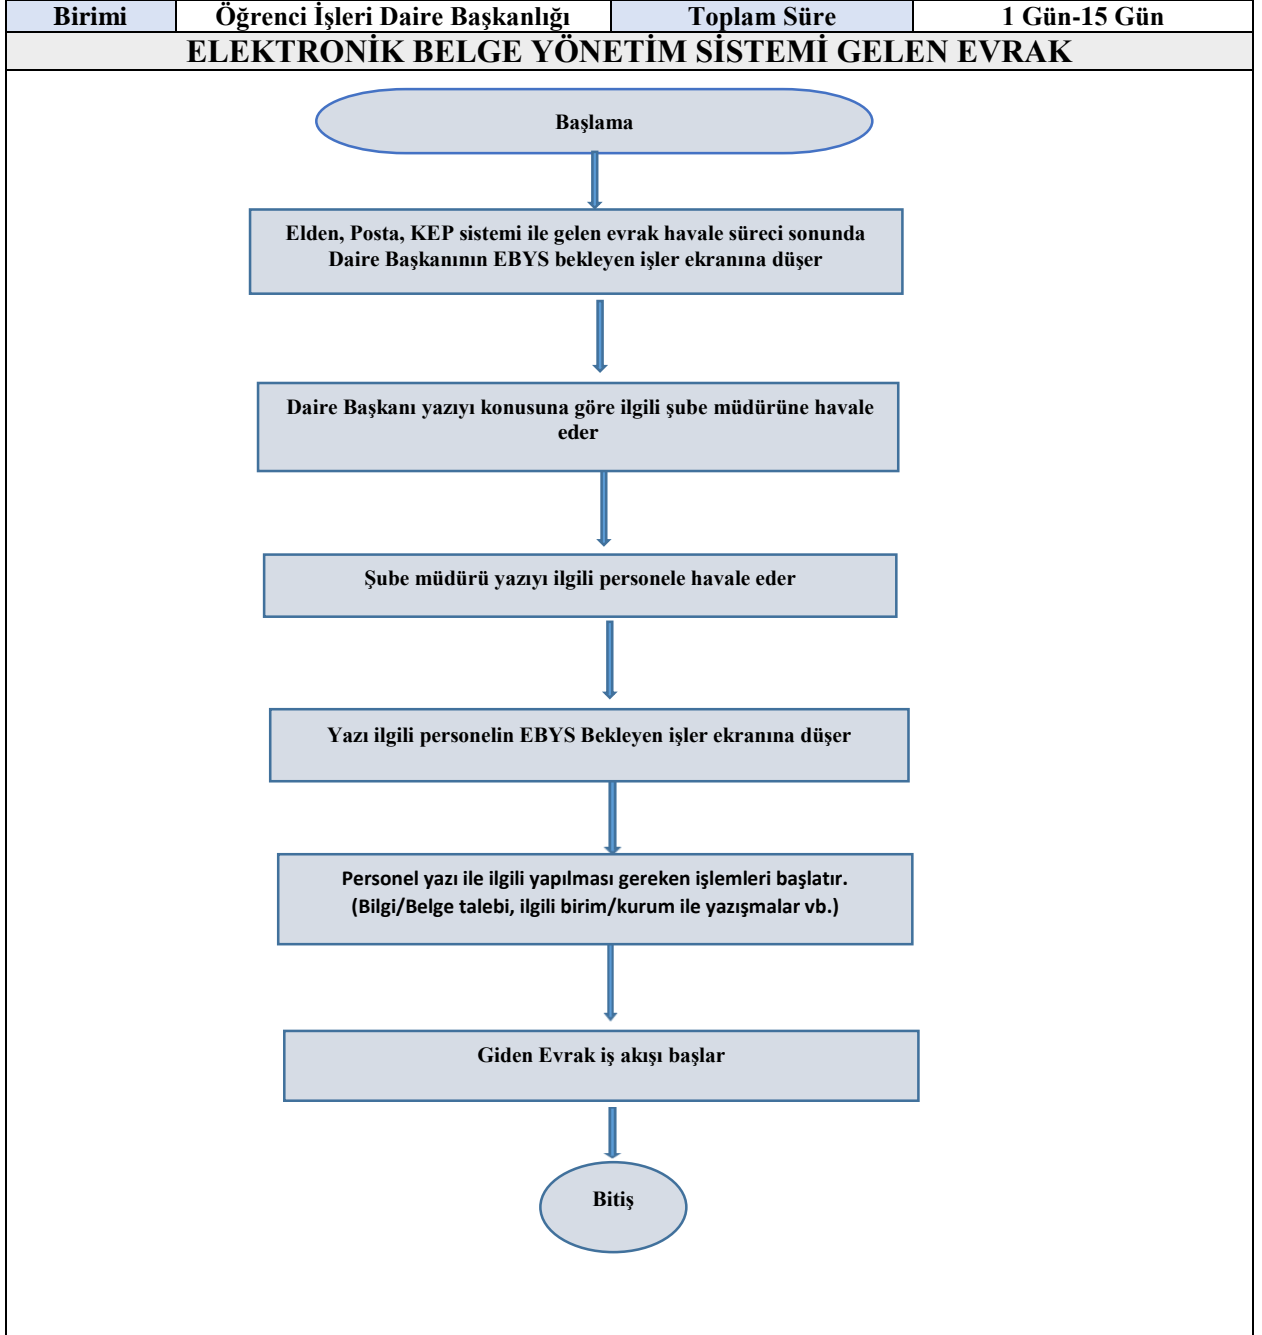 Birimi Öğrenci İşleri Daire Başkanlığı Toplam Süre 1 Gün-15 Gün
ELEKTRONİK BELGE YÖNETİM SİSTEMİ GELEN EVRAK
Başlama
Elden, Posta, KEP sistemi ile gelen evrak havale süreci sonunda
Daire Başkanının EBYS bekleyen işler ekranına düşer
Daire Başkanı yazıyı konusuna göre ilgili şube müdürüne havale
eder
Şube müdürü yazıyı ilgili personele havale eder
Yazı ilgili personelin EBYS Bekleyen işler ekranına düşer
Personel yazı ile ilgili yapılması gereken işlemleri başlatır.
(Bilgi/Belge talebi, ilgili birim/kurum ile yazışmalar vb.)
Giden Evrak iş akışı başlar
Bitiş